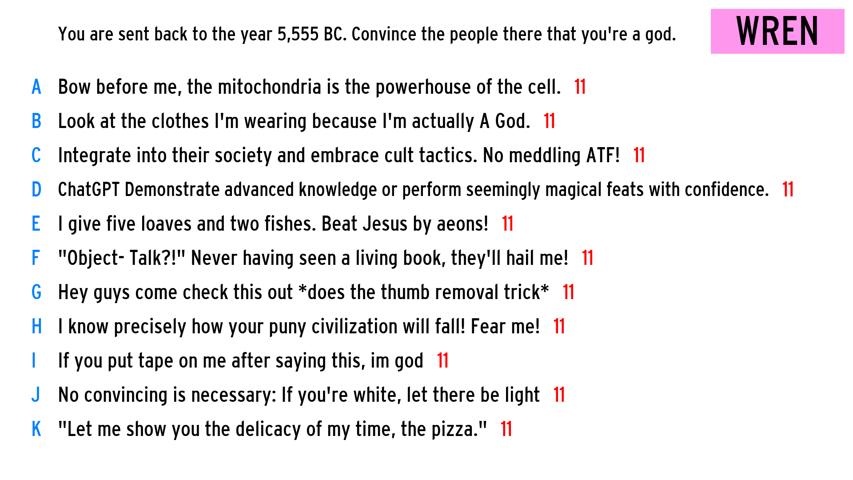 You are sent back to the year 5,555 BC. Convince the people there that you're a god.
WREN
A Bow before me, the mitochondria is the powerhouse of the cell. 11
B Look at the clothes I'm wearing because I'm actually A God. 11
C Integrate into their society and embrace cult tactics. No meddling ATF! 11
D ChatGPT Demonstrate advanced knowledge or perform seemingly magical feats with confidence. 11
E I give five loaves and two fishes. Beat Jesus by aeons! 11
F "Object- Talk?!" Never having seen a living book, they'll hail me! 11
G Hey guys come check this out *does the thumb removal trick* 11
H I know precisely how your puny civilization will fall! Fear me! 11
I If you put tape on me after saying this, im god 11
J No convincing is necessary: If you're white, let there be light 11
K "Let me show you the delicacy of my time, the pizza." 11